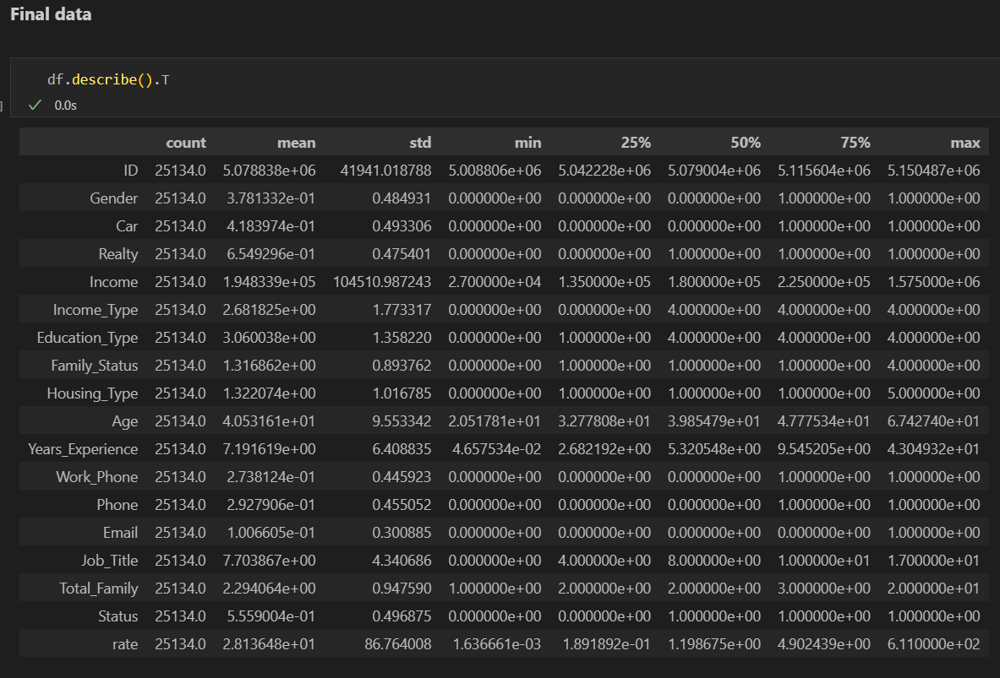 Final data
df.describe().T
]
0.0s
count mean std min 25% 50% 75% max
ID 25134.0 5.078838e+06 41941.018788 5.008806e+06 5.042228e+06 5.079004e+06 5.115604e+06 5.150487e+06
Gender 25134.0 3.781332e-01 0.484931 0.000000e+00 0.000000e+00 0.000000e+00 1.000000e+00 1.000000e+00
Car 25134.0 4.183974e-01 0.493306 0.000000e+00 0.000000e+00 0.000000e+00 1.000000e+00 1.000000e+00
Realty 25134.0 6.549296e-01 0.475401 0.000000e+00 0.000000e+00 1.000000e+00 1.000000e+00 1.000000e+00
Income 25134.0 1.948339e+05 104510.987243 2.700000e+04 1.350000e+05 1.800000e+05 2.250000e+05 1.575000e+06
Income_Type 25134.0 2.681825e+00 1.773317 0.000000e+00 0.000000e+00 4.000000e+00 4.000000e+00 4.000000e+00
Education_Type 25134.0 3.060038e+00 1.358220 0.000000e+00 1.000000e+00 4.000000e+00 4.000000e+00 4.000000e+00
Family_Status 25134.0 1.316862e+00 0.893762 0.000000e+00 1.000000e+00 1.000000e+00 1.000000e+00 4.000000e+00
Housing_Type 25134.0 1.322074e+00 1.016785 0.000000e+00 1.000000e+00 1.000000e+00 1.000000e+00 5.000000e+00
Age 25134.0 4.053161e+01 9.553342 2.051781e+01 3.277808e+01 3.985479e+01 4.777534e+01 6.742740e+01
Years_Experience 25134.0 7.191619e+00 6.408835 4.657534e-02 2.682192e+00 5.320548e+00 9.545205e+00 4.304932e+01
Work_Phone 25134.0 2.738124e-01 0.445923 0.000000e+00 0.000000e+00 0.000000e+00 1.000000e+00 1.000000e+00
Phone 25134.0 2.927906e-01 0.455052 0.000000e+00 0.000000e+00 0.000000e+00 1.000000e+00 1.000000e+00
Email 25134.0 1.006605e-01 0.300885 0.000000e+00 0.000000e+00 0.000000e+00 0.000000e+00 1.000000e+00
Job_Title 25134.0 7.703867e+00 4.340686 0.000000e+00 4.000000e+00 8.000000e+00 1.000000e+01 1.700000e+01
Total_Family 25134.0 2.294064e+00 0.947590 1.000000e+00 2.000000e+00 2.000000e+00 3.000000e+00 2.000000e+01
Status 25134.0 5.559004e-01 0.496875 0.000000e+00 0.000000e+00 1.000000e+00 1.000000e+00 1.000000e+00
rate 25134.0 2.813648e+01 86.764008 1.636661e-03 1.891892e-01 1.198675e+00 4.902439e+00 6.110000e+02